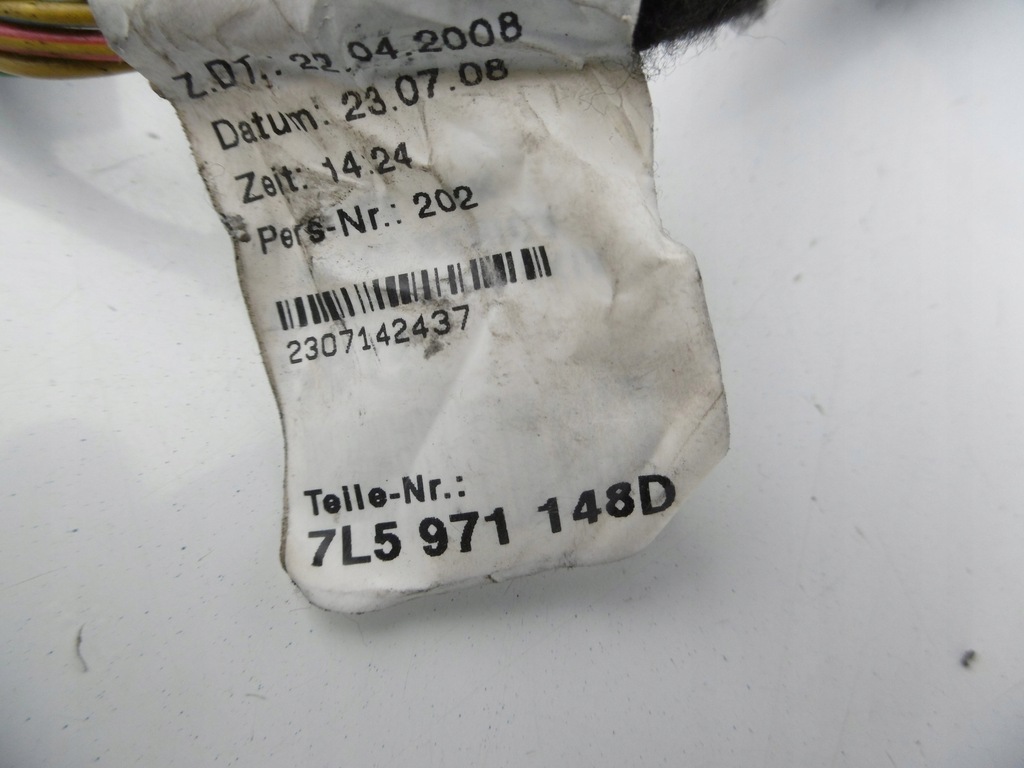 Z.DT.: 22.04.2008
Datum: 23.07.08
Zeit: 14:24
Pers-Nr.: 202
2307142437
Teile-Nr.:
7L5 971 148D